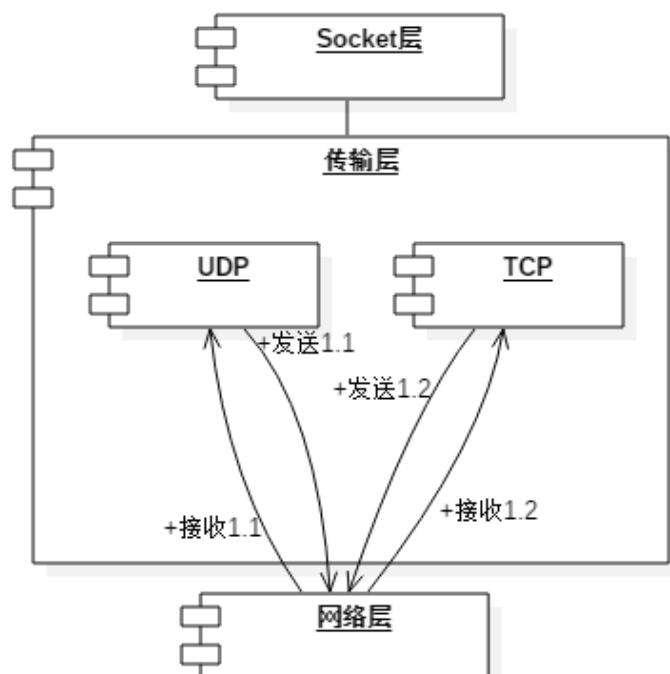 Socket层
传输层
UDP
TCP
+发送1.1
+发送1.2
+接收1.1
+接收1.2
网络层